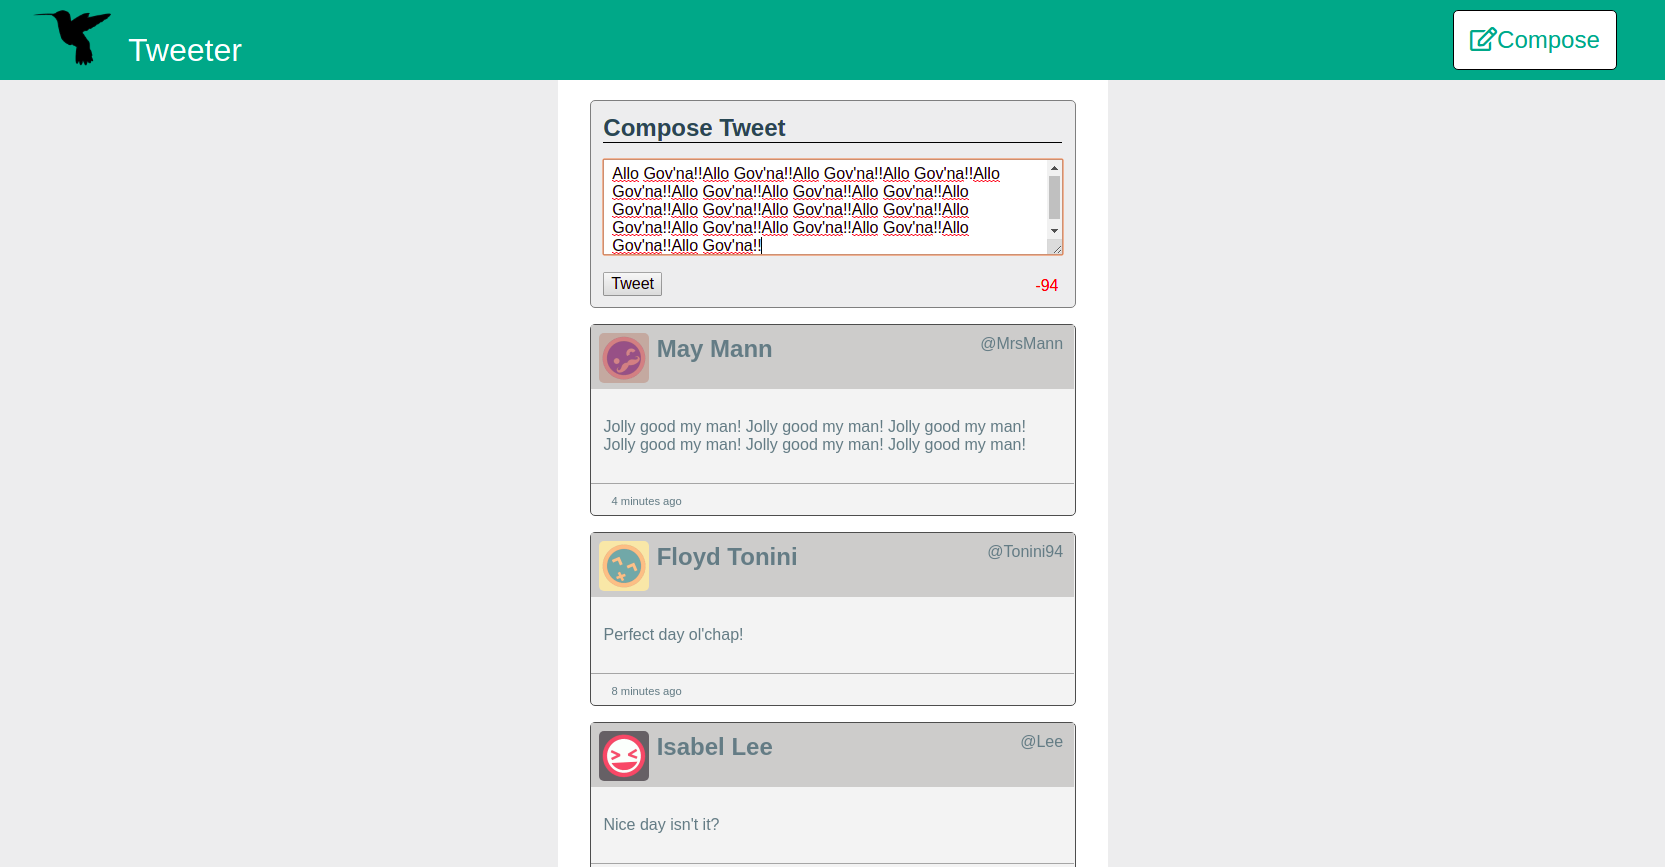 Tweeter
Compose
Compose Tweet
Allo Gov'na!!Allo Gov'na!!Allo Gov'na!!Allo Gov'na!!Allo
Gov'na!!Allo Gov'na!!Allo Gov'na!!Allo Gov'na!!Allo
Gov'na!!Allo Gov'na!!Allo Gov'na!!Allo Gov'na!!Allo
Gov'na!!Allo Gov'na!!Allo Gov'na!!Allo Gov'na!!Allo
Gov'na!!Allo Gov'na!!
Tweet
-94
May Mann
@MrsMann
Jolly good my man! Jolly good my man! Jolly good my man!
Jolly good my man! Jolly good my man! Jolly good my man!
4 minutes ago
Floyd Tonini
@Tonini94
Perfect day ol'chap!
8 minutes ago
Isabel Lee
@Lee
Nice day isn't it?